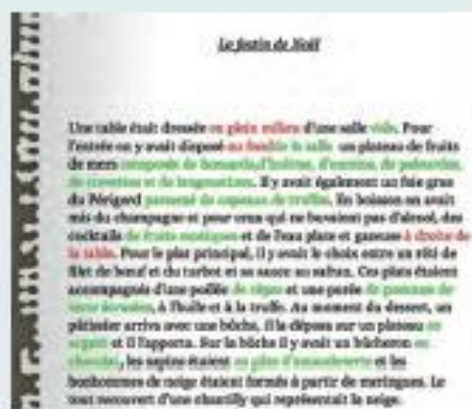 Le festin de Noël
Une table était dressée en plein milieu d'une salle vide. Pour
l'entrée on y avait disposé au fond de la salle un plateau de fruits
de mers composée de homards, d'huîtres, d'oursins, de palourdes,
de crevettes et de langoustines. Il y avait également un foie gras
du Périgord parsemé de copeaux de truffes. En boisson on avait
mis du champagne et pour ceux qui ne buvaient pas d'alcool, des
cocktails de fruits exotiques et de l'eau plate et gazeuse à droite de
la table. Pour le plat principal, il y avait le choix entre un rôti de
filet de bœuf et du turbot et sa sauce au safran. Ces plats étaient
accompagnés d'une poêlée de cèpes et une purée de pommes de
terre écrasées, à l'huile et à la truffe. Au moment du dessert, un
pâtissier arriva avec une bûche, il la déposa sur un plateau en
argent et il l'apporta. Sur la bûche il y avait un bûcheron en
chocolat, les sapins étaient en pâte d'amande verte et les
bonhommes de neige étaient formés à partir de meringues. Le
tout recouvert d'une chantilly qui représentait la neige.